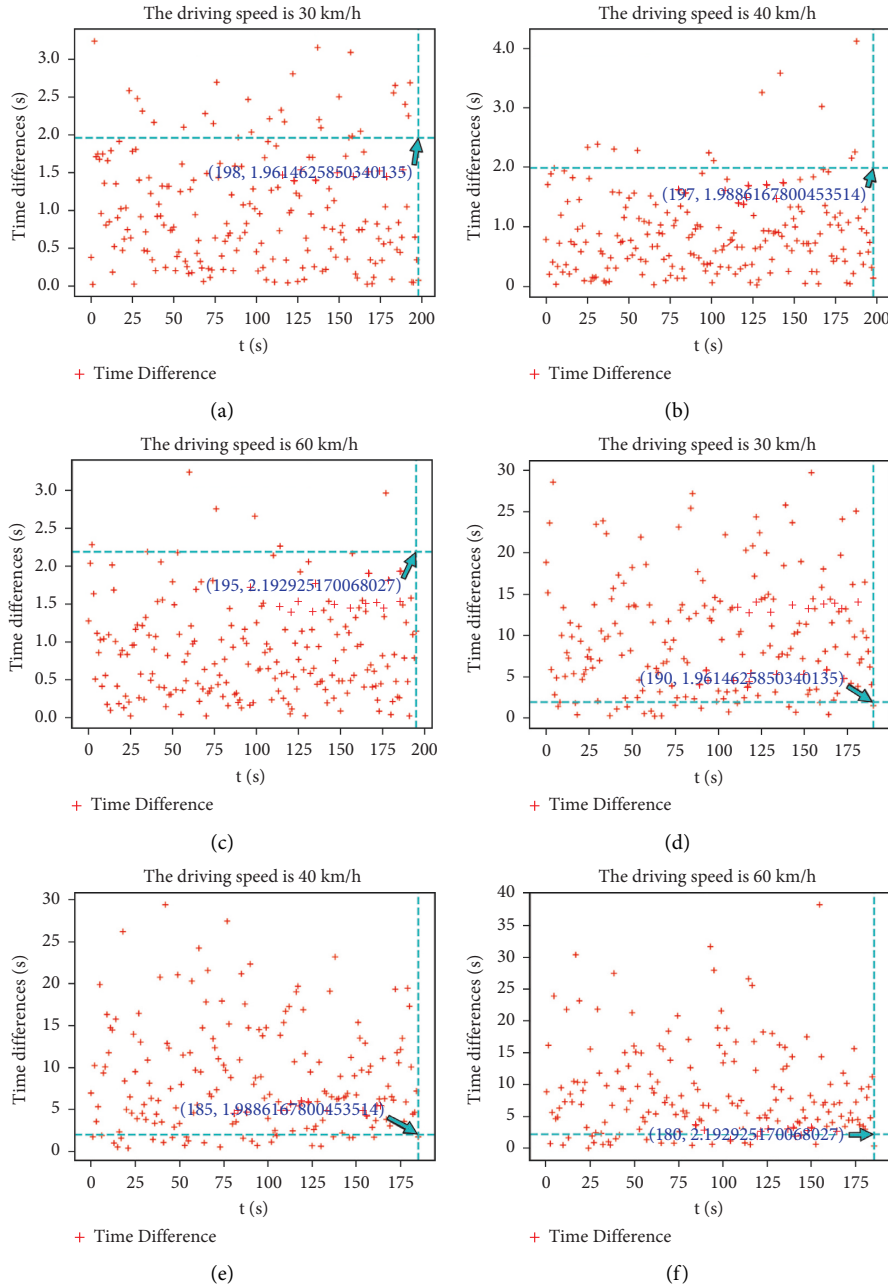 The driving speed is 30 km/h
The driving speed is 40 km/h
3.0
2.5
2.0
1.5
1.0
0.5
0.0
Time differences (s)
(198, 1.9614625850340135)
0 25 50 75 100 125 150 175 200
t (s)
+ Time Difference
(a)
4.0
3.0
2.0
1.0
0
Time differences (s)
(197, 1.9886167800453514)
0 25 50 75 100 125 150 175 200
t (s)
+ Time Difference
(b)
The driving speed is 60 km/h
3.0
2.5
2.0
1.5
1.0
0.5
0.0
Time differences (s)
(195, 2.192925170068027)
0 25 50 75 100 125 150 175 200
t (s)
+ Time Difference
(c)
The driving speed is 30 km/h
30
25
20
15
10
5
0
Time differences (s)
(190, 1.9614625850340135)
0 25 50 75 100 125 150 175
t (s)
+ Time Difference
(d)
The driving speed is 40 km/h
30
25
20
15
10
5
0
Time differences (s)
(185, 1.9886167800453514)
0 25 50 75 100 125 150 175
t (s)
+ Time Difference
(e)
The driving speed is 60 km/h
40
35
30
25
20
15
10
5
0
Time differences (s)
(180, 2.192925170068027)
0 25 50 75 100 125 150 175
t (s)
+ Time Difference
(f)